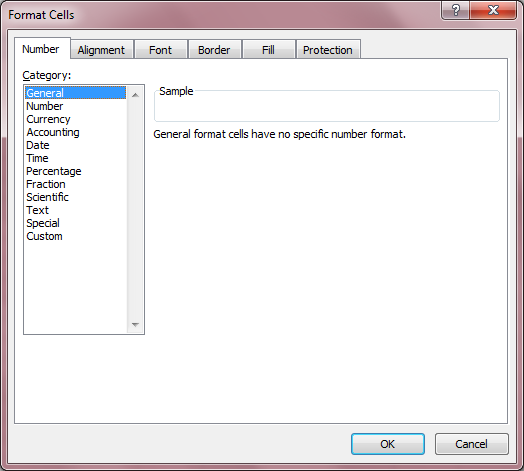 Format Cells
Number Alignment Font Border Fill Protection
Category:
General
Number
Currency
Accounting
Date
Time
Percentage
Fraction
Scientific
Text
Special
Custom
Sample
General format cells have no specific number format.
OK Cancel